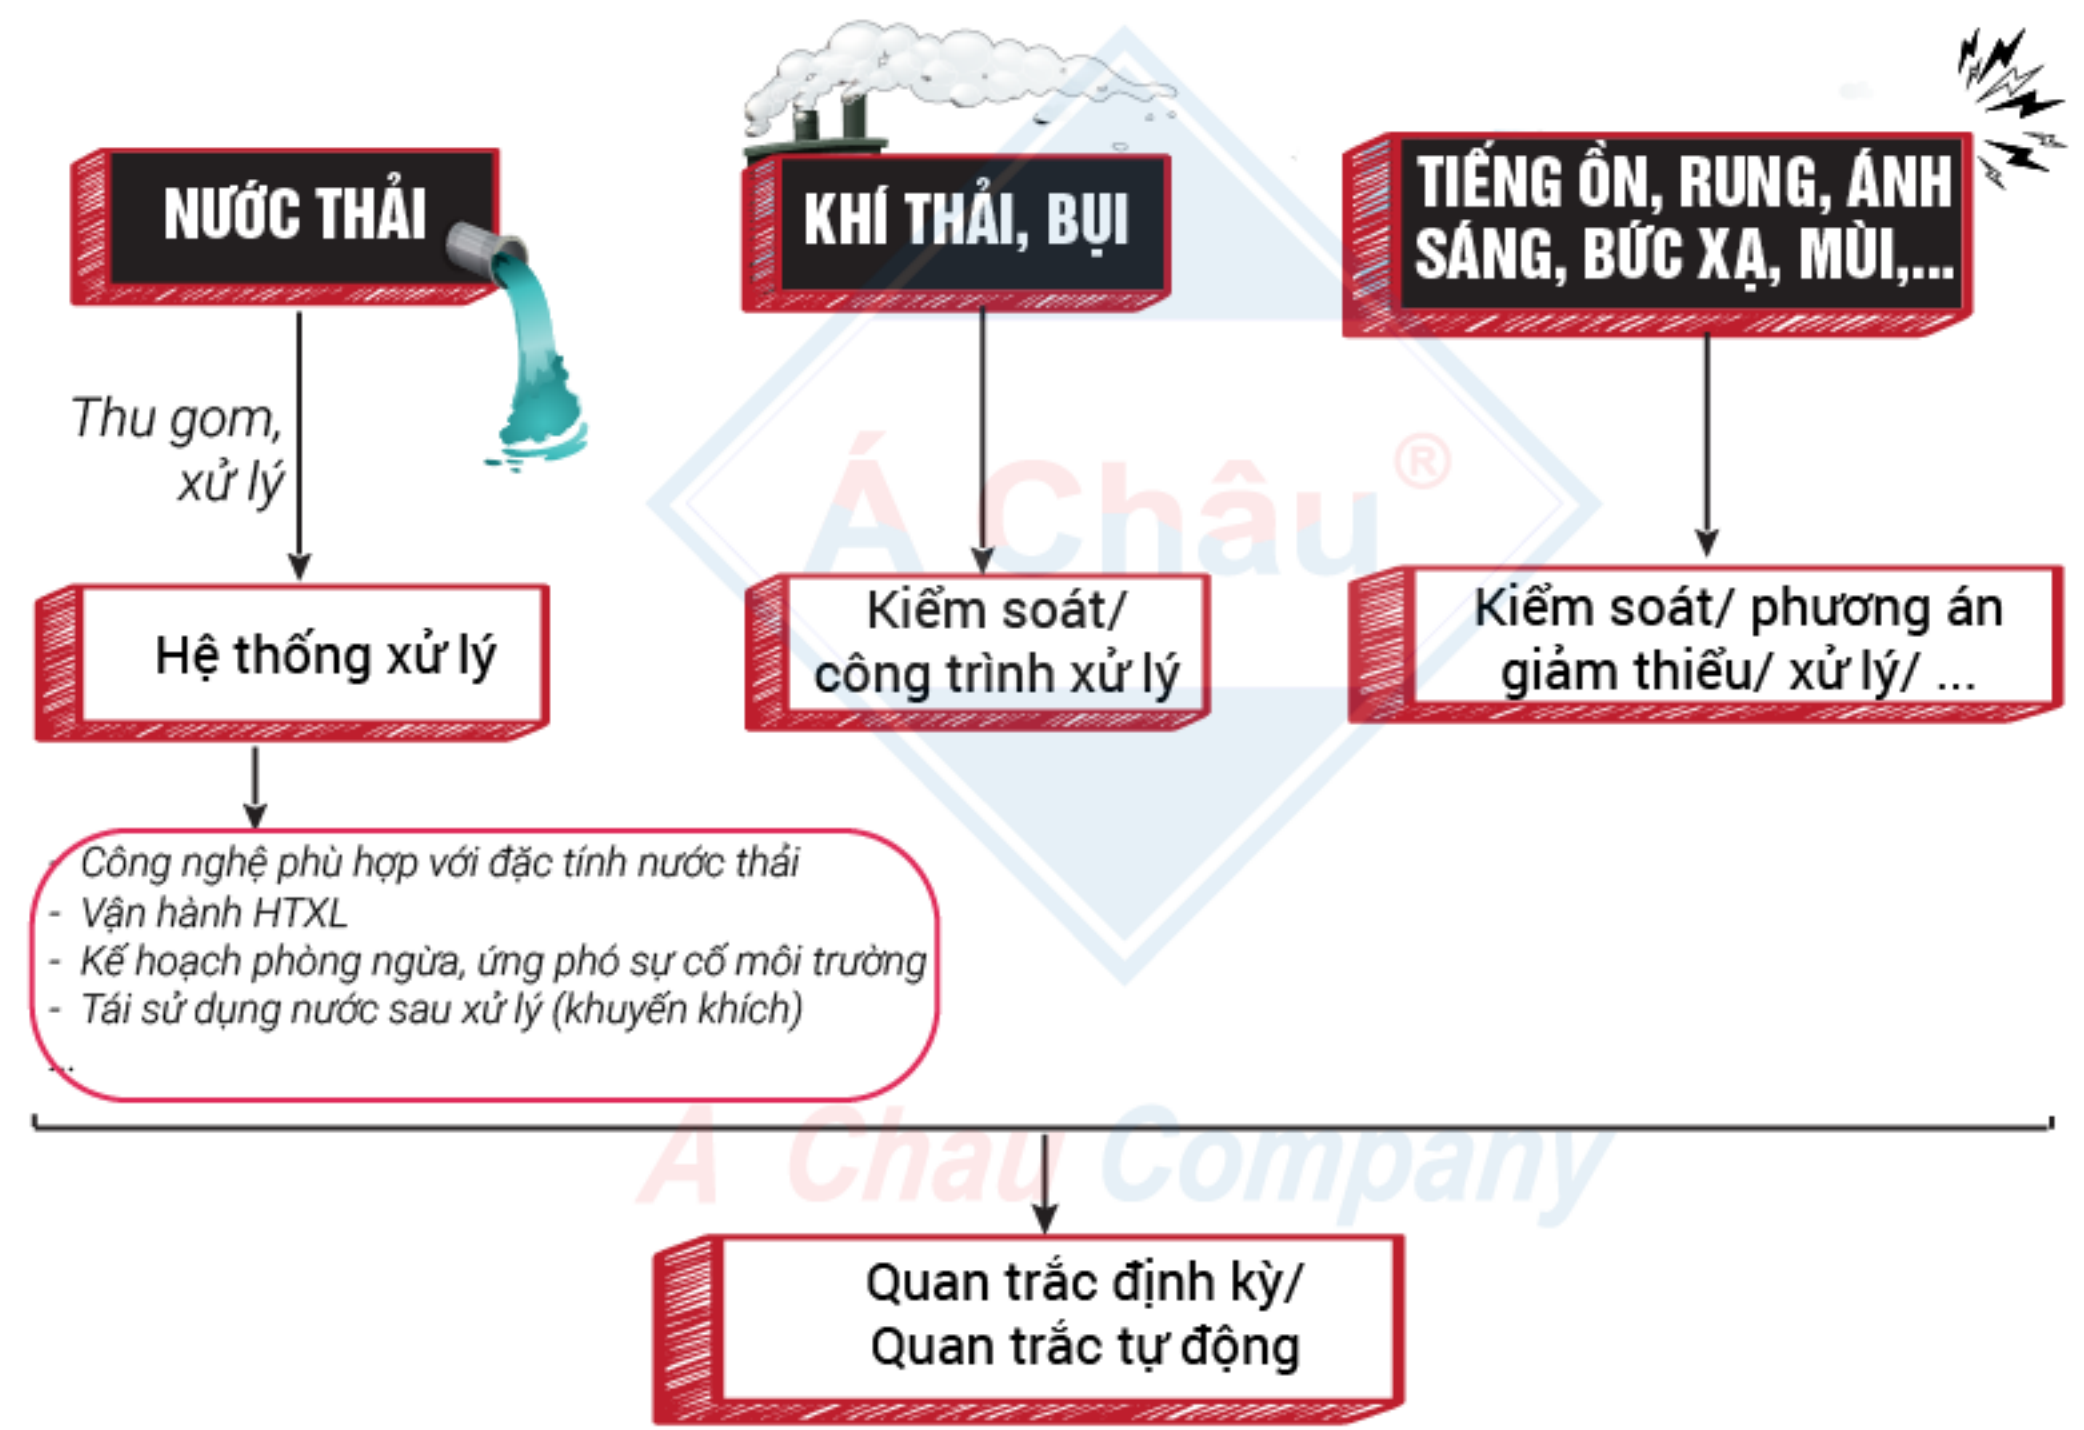 NƯỚC THẢI
KHÍ THẢI, BỤI
TIẾNG ỒN, RUNG, ÁNH
SÁNG, BỨC XẠ, MÙI,...
Thu gom,
xử lý
Á Châu®
Hệ thống xử lý
Kiểm soát/
công trình xử lý
Kiểm soát/ phương án
giảm thiểu/ xử lý/ ...
- Công nghệ phù hợp với đặc tính nước thải
- Vận hành HTXL
- Kế hoạch phòng ngừa, ứng phó sự cố môi trường
- Tái sử dụng nước sau xử lý (khuyến khích)
...
A Chau Company
Quan trắc định kỳ/
Quan trắc tự động